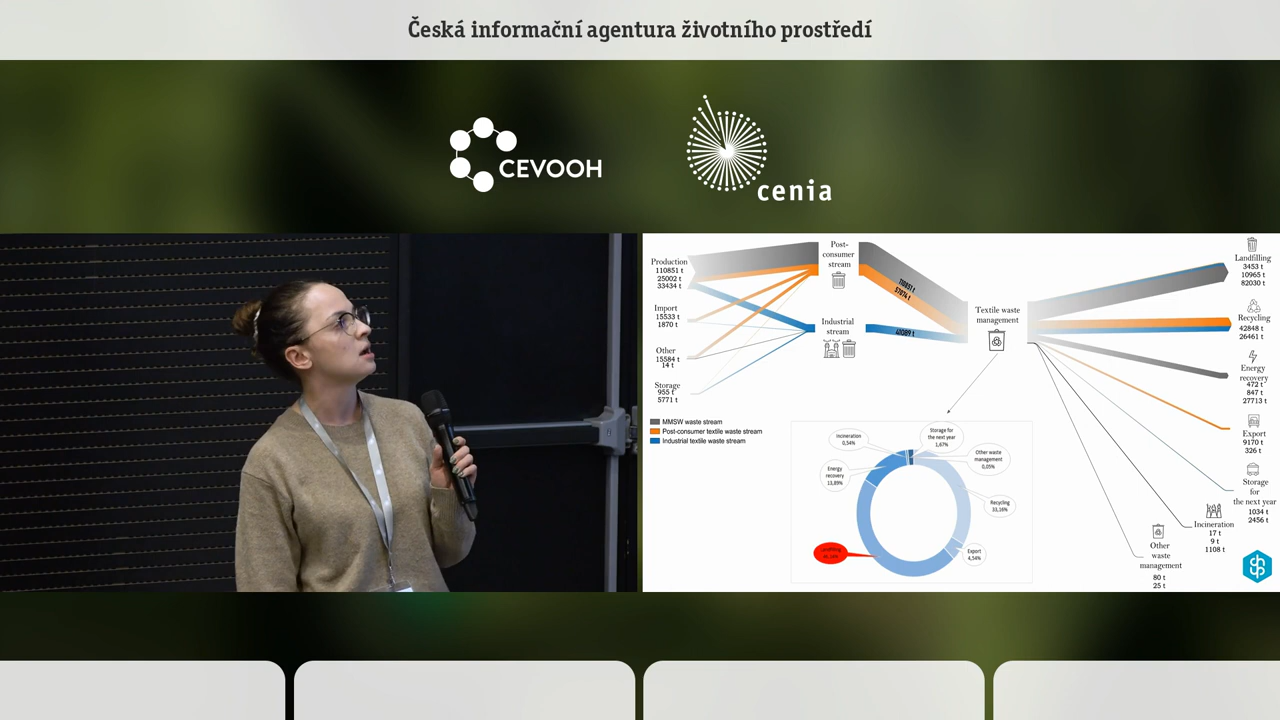 Česká informační agentura životního prostředí
CEVOOH
cenia
Production
110851 t
25002 t
33434 t
Import
15533 t
1870 t
Other
15584 t
14 t
Storage
955 t
5771 t
Post-
consumer
stream
Industrial
stream
110851 t
57074 t
41089 t
Textile waste
management
Landfilling
3453 t
10965 t
82030 t
Recycling
42848 t
26461 t
Energy
recovery
472 t
847 t
27713 t
Export
9170 t
326 t
Storage
for
the next year
1034 t
2456 t
Incineration
17 t
9 t
1108 t
Other
waste
management
80 t
25 t
MMSW waste stream
Post-consumer textile waste stream
Industrial textile waste stream
Incineration
0,54%
Storage for
the next year
1,67%
Other waste
management
0,05%
Energy
recovery
13,89%
Recycling
33,16%
Landfilling
Export
4,54%